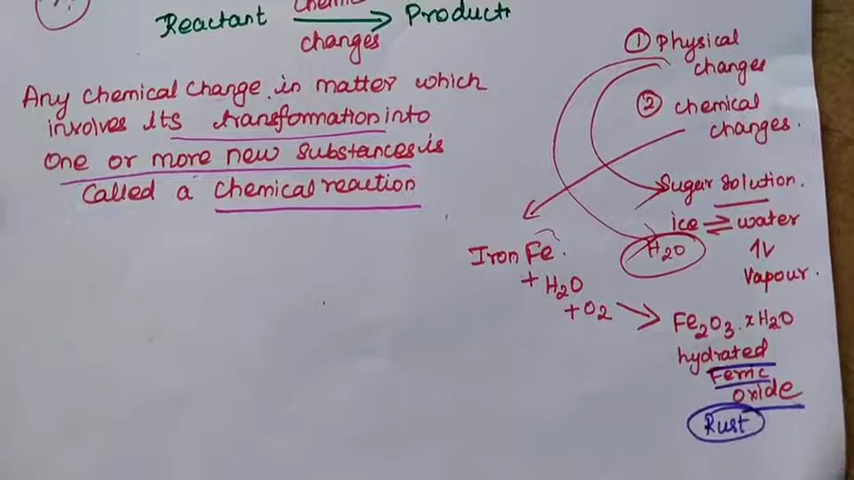 Reactant Chemical changes → Product
Any chemical change in matter which
involves its transformation into
One or more new substances is
called a chemical reaction
① Physical
changes
② chemical
changes.
Sugar solution.
ice ⇌ water
H2O
Vapour.
Iron Fe.
+ H2O
+O2 → Fe2O3.xH2O
hydrated
Ferric
oxide
Rust